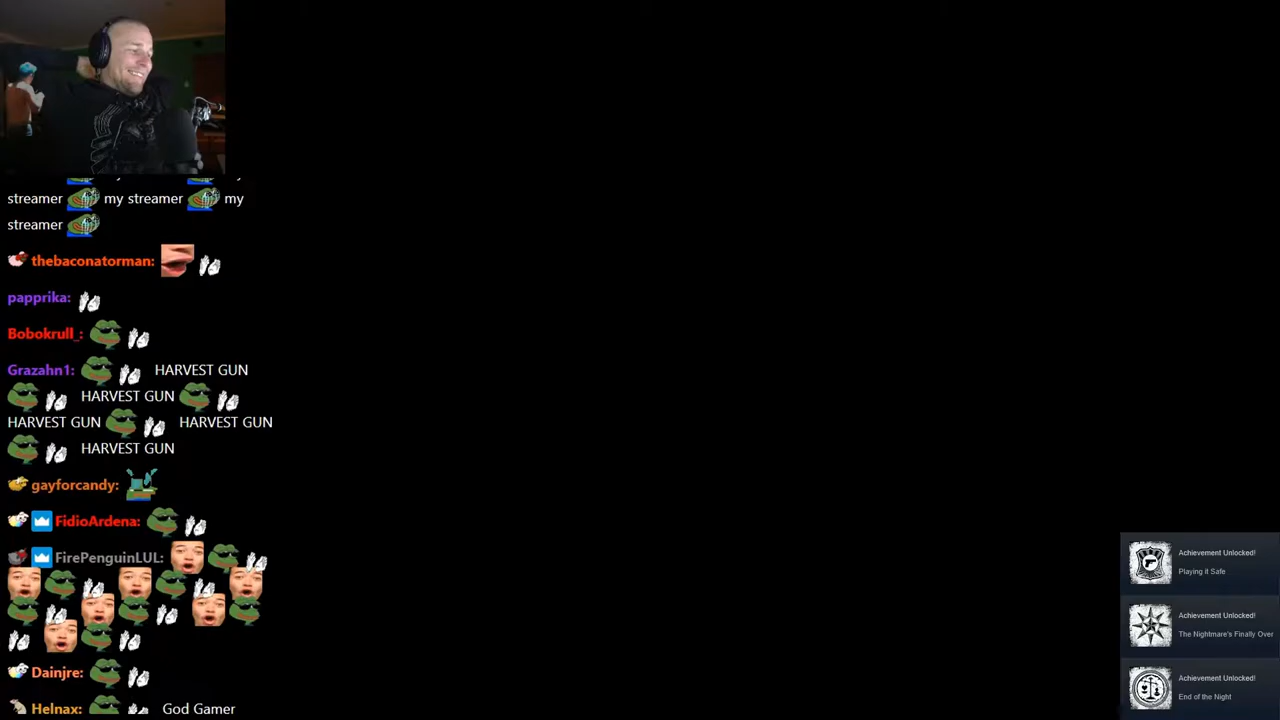 streamer my streamer my
streamer
thebaconatorman:
papprika:
Bobokrull_:
Grazahn1: HARVEST GUN
HARVEST GUN
HARVEST GUN HARVEST GUN
HARVEST GUN
gayforcandy:
FidioArdena:
FirePenguinLUL:
Dainjre:
Helnax: God Gamer
Achievement Unlocked!
Playing it Safe
Achievement Unlocked!
The Nightmare's Finally Over
Achievement Unlocked!
End of the Night